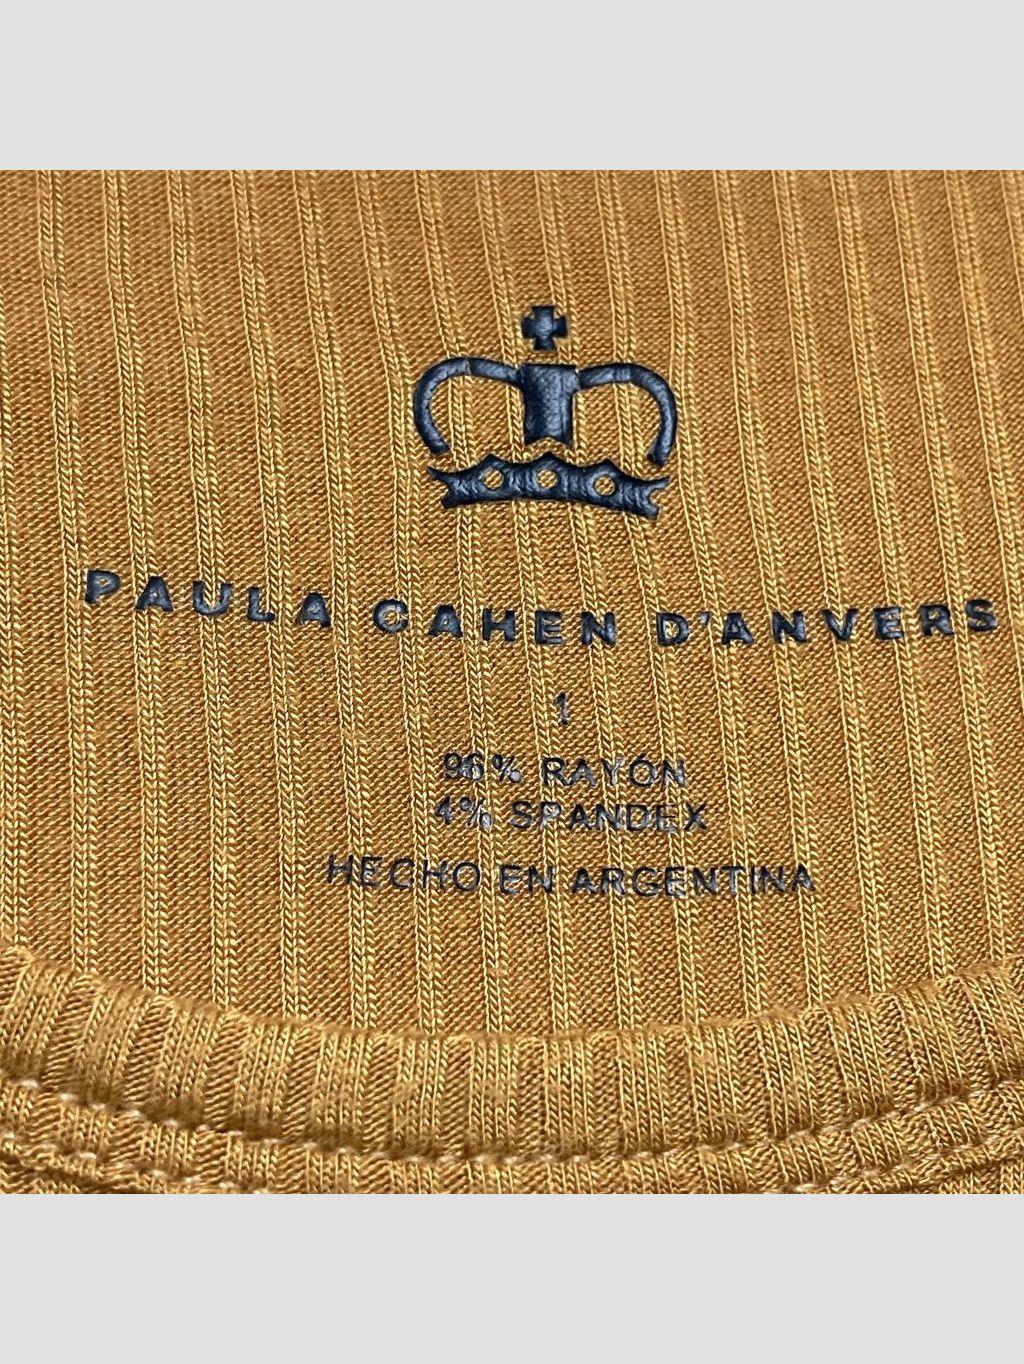 PAULA CAHEN D'ANVERS
1
96% RAYÓN
4% SPANDEX
HECHO EN ARGENTINA